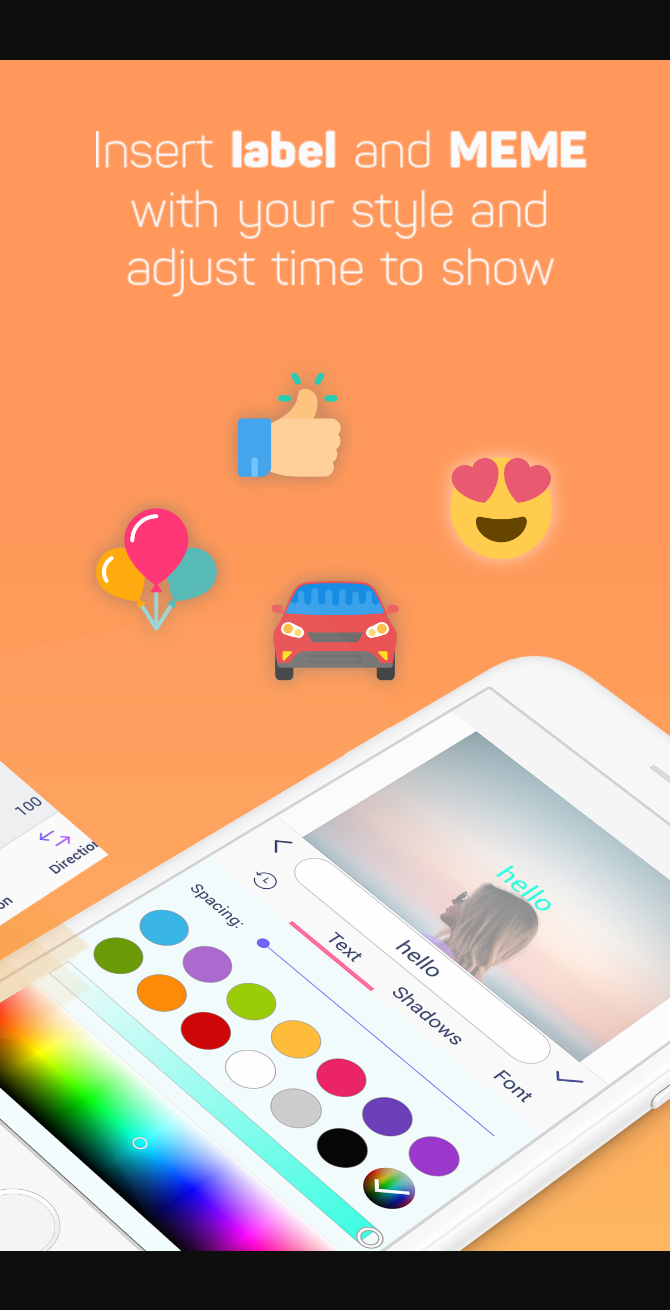 Insert label and MEME
with your style and
adjust time to show
100
Direction
on
hello
hello
Spacing:
Text
Shadows
Font